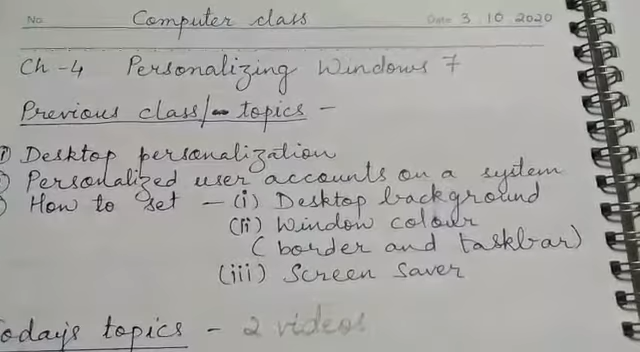 No.
Computer class
Date 3 10 2020
Ch-4 Personalizing Windows 7
Previous class/ topics -
① Desktop personalization
Personalized user accounts on a system
How to set - (i) Desktop background
(ii) Window colour
( border and taskbar)
(iii) Screen saver
oday's topics - 2 videos